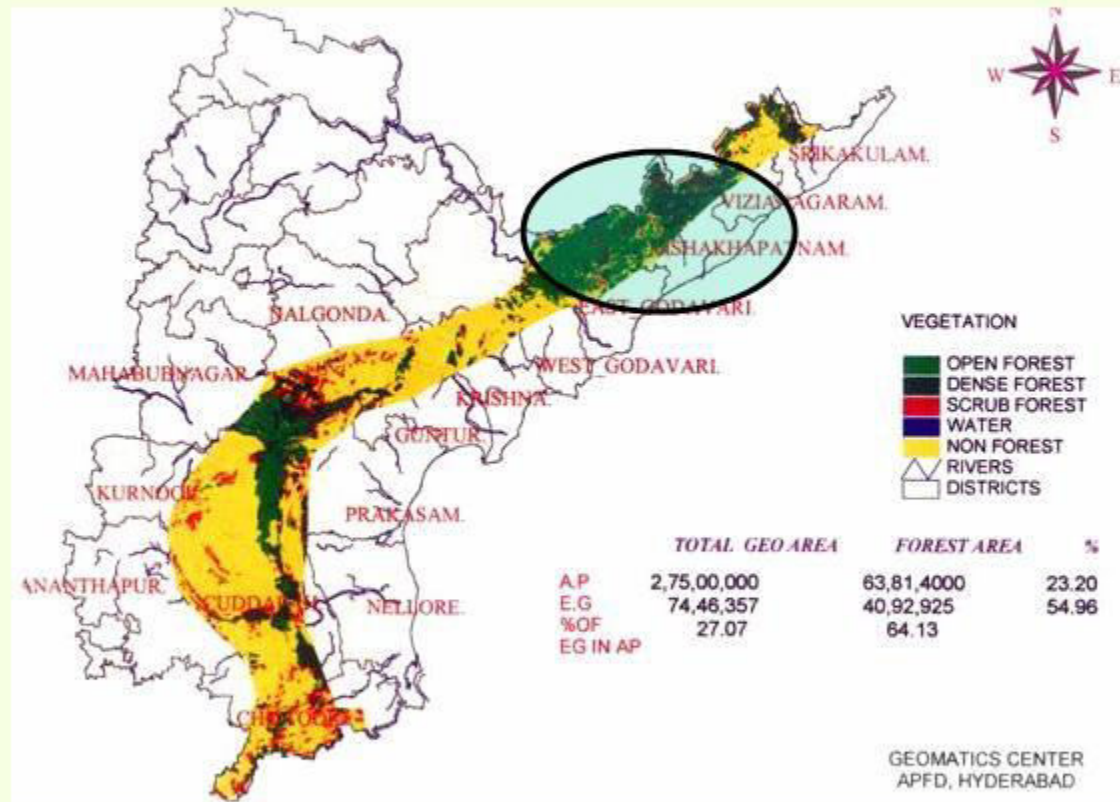 N
W
E
S
SRIKAKULAM.
VIZIANAGARAM.
VISHAKHAPATNAM.
EAST GODAVARI.
NALGONDA.
WEST GODAVARI.
MAHABUBNAGAR
KRISHNA.
GUNTUR.
KURNOOL.
PRAKASAM.
ANANTHAPUR.
NELLORE.
VEGETATION
OPEN FOREST
DENSE FOREST
SCRUB FOREST
WATER
NON FOREST
RIVERS
DISTRICTS
TOTAL GEO AREA FOREST AREA %
A.P 2,75,00,000 63,81,4000 23.20
E.G 74,46,357 40,92,925 54.96
%OF 27.07 64.13
EG IN AP
GEOMATICS CENTER
APFD, HYDERABAD